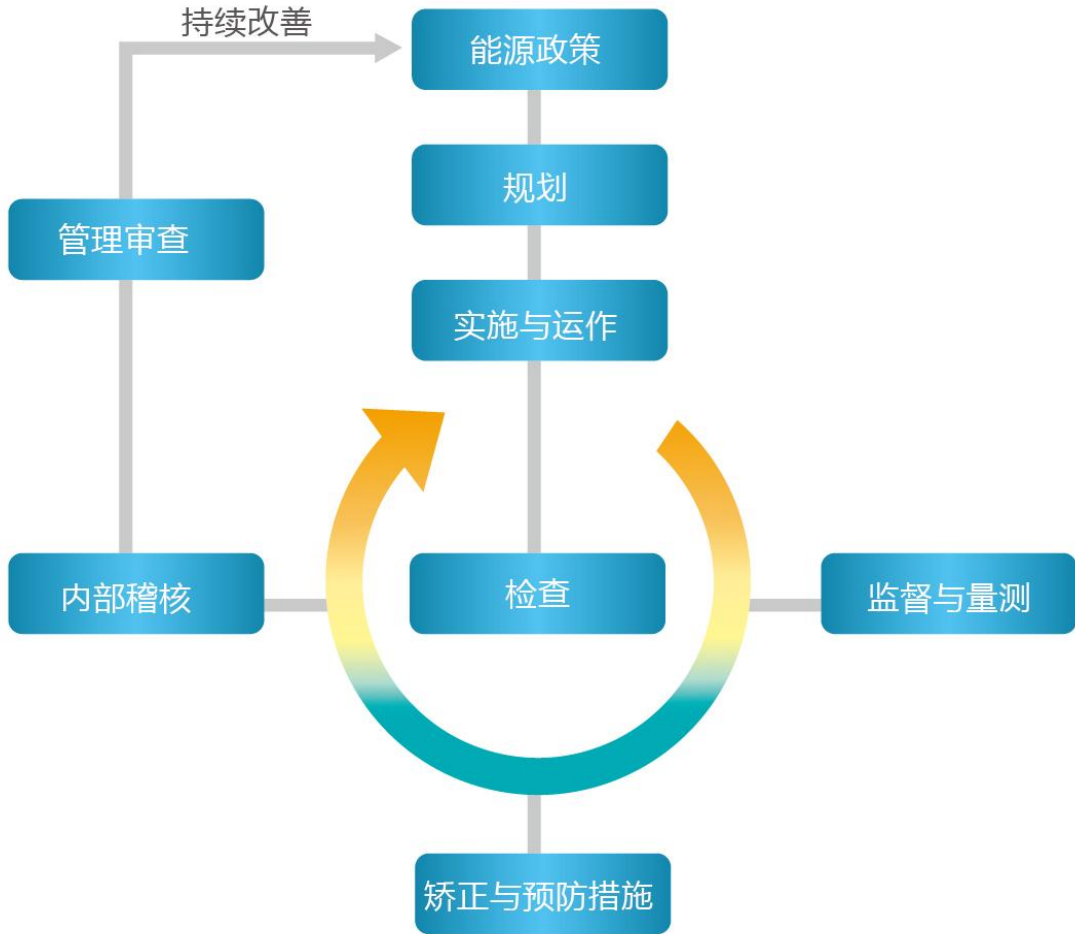 持续改善
能源政策
规划
管理审查
实施与运作
内部稽核
检查
监督与量测
矫正与预防措施